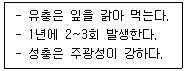 - 유충은 잎을 갉아 먹는다.
- 1년에 2~3회 발생한다.
- 성충은 주광성이 강하다.